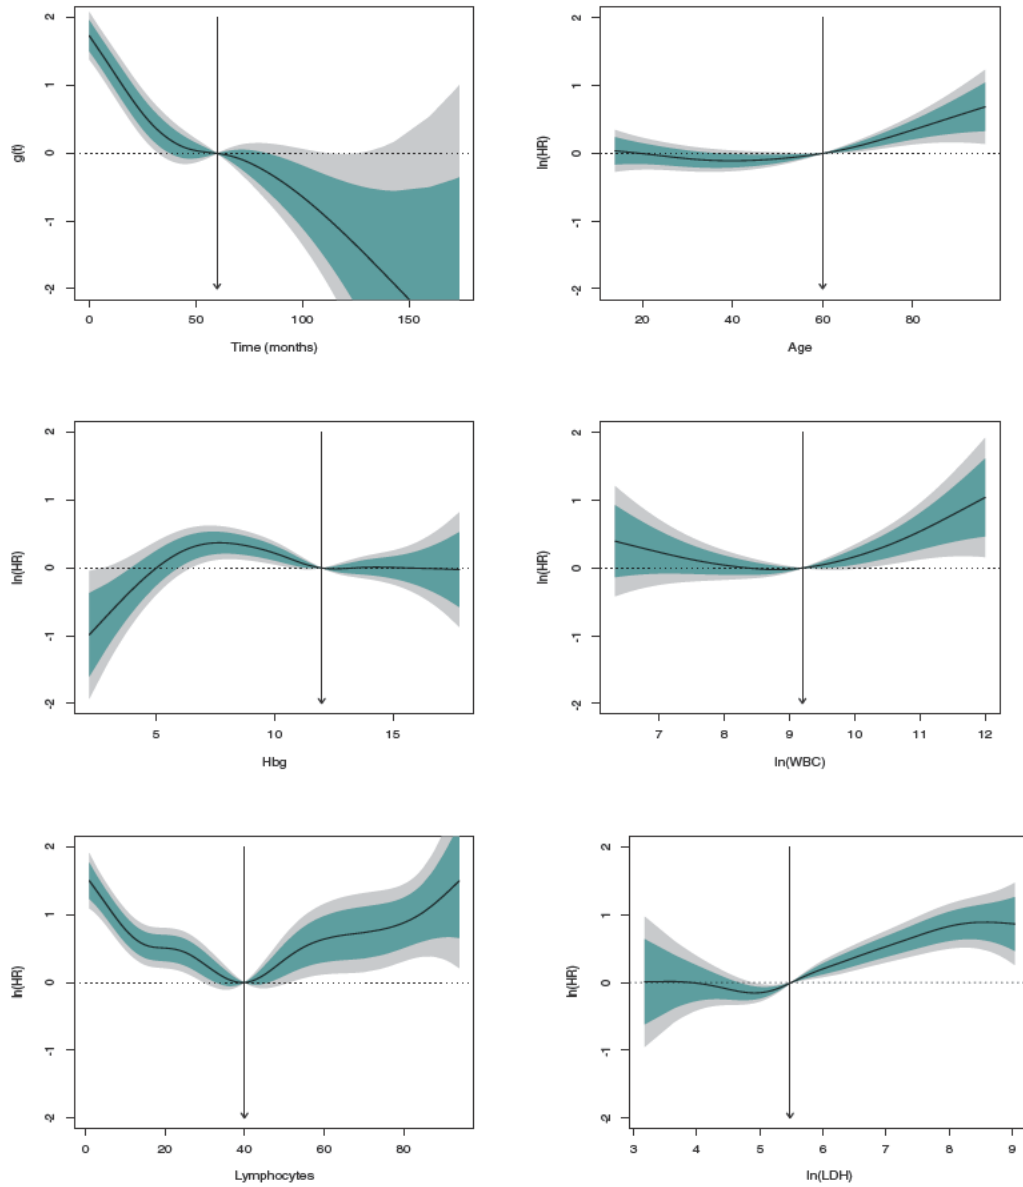 2
1
0
-1
-2
g(t)
0 50 100 150
Time (months)
2
1
0
-1
-2
ln(HR)
20 40 60 80
Age
2
1
0
-1
-2
ln(HR)
5 10 15
Hbg
2
1
0
-1
-2
ln(HR)
7 8 9 10 11 12
ln(WBC)
2
1
0
-1
-2
ln(HR)
0 20 40 60 80
Lymphocytes
2
1
0
-1
-2
ln(HR)
3 4 5 6 7 8 9
ln(LDH)